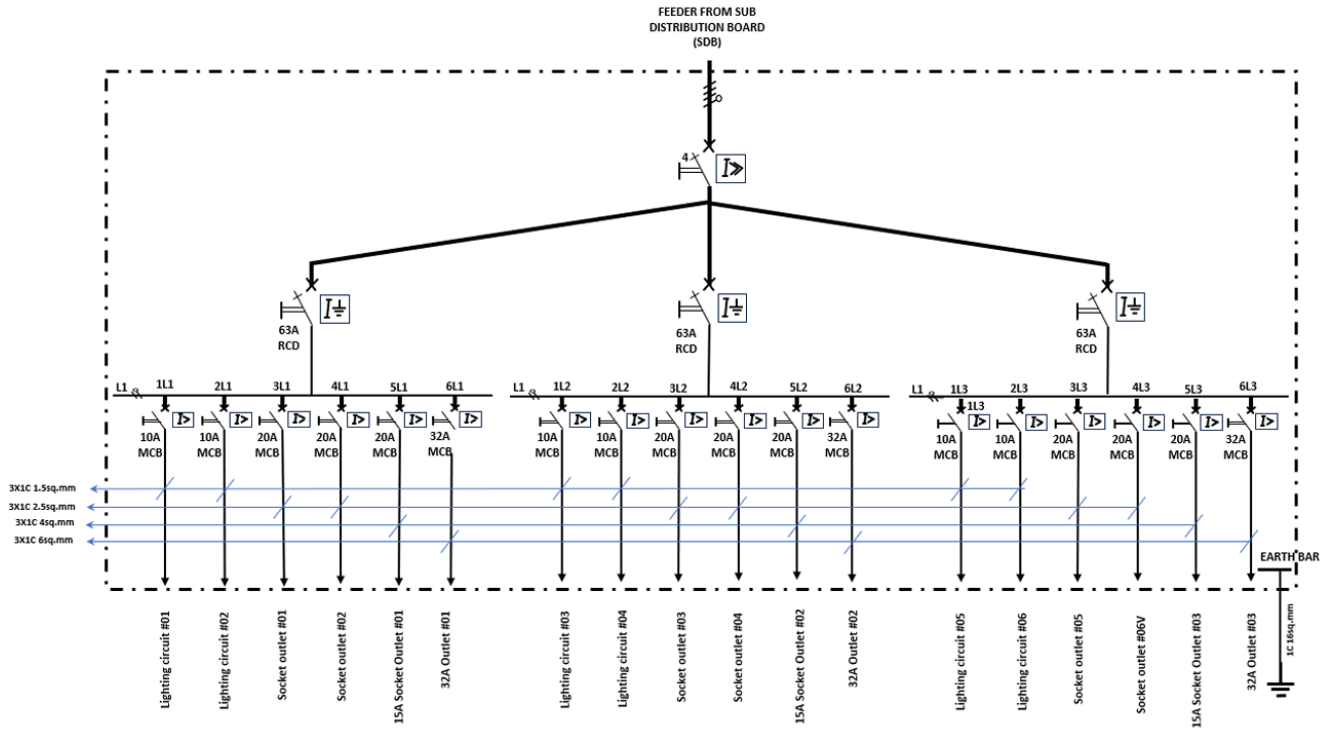 FEEDER FROM SUB
DISTRIBUTION BOARD
(SDB)
4
I≫
I
I
I
63A
RCD
63A
RCD
63A
RCD
L1 1L1 2L1 3L1 4L1 5L1 6L1
L1 1L2 2L2 3L2 4L2 5L2 6L2
L1 1L3 2L3 3L3 4L3 5L3 6L3
1L3
I> I> I> I> I> I>
I> I> I> I> I> I>
I> I> I> I> I> I>
10A MCB
10A MCB
20A MCB
20A MCB
20A MCB
32A MCB
10A MCB
10A MCB
20A MCB
20A MCB
20A MCB
32A MCB
10A MCB
10A MCB
20A MCB
20A MCB
20A MCB
32A MCB
3X1C 1.5sq.mm
3X1C 2.5sq.mm
3X1C 4sq.mm
3X1C 6sq.mm
EARTH BAR
1C 16sq.mm
Lighting circuit #01
Lighting circuit #02
Socket outlet #01
Socket outlet #02
15A Socket Outlet #01
32A Outlet #01
Lighting circuit #03
Lighting circuit #04
Socket outlet #03
Socket outlet #04
15A Socket Outlet #02
32A Outlet #02
Lighting circuit #05
Lighting circuit #06
Socket outlet #05
Socket outlet #06V
15A Socket Outlet #03
32A Outlet #03